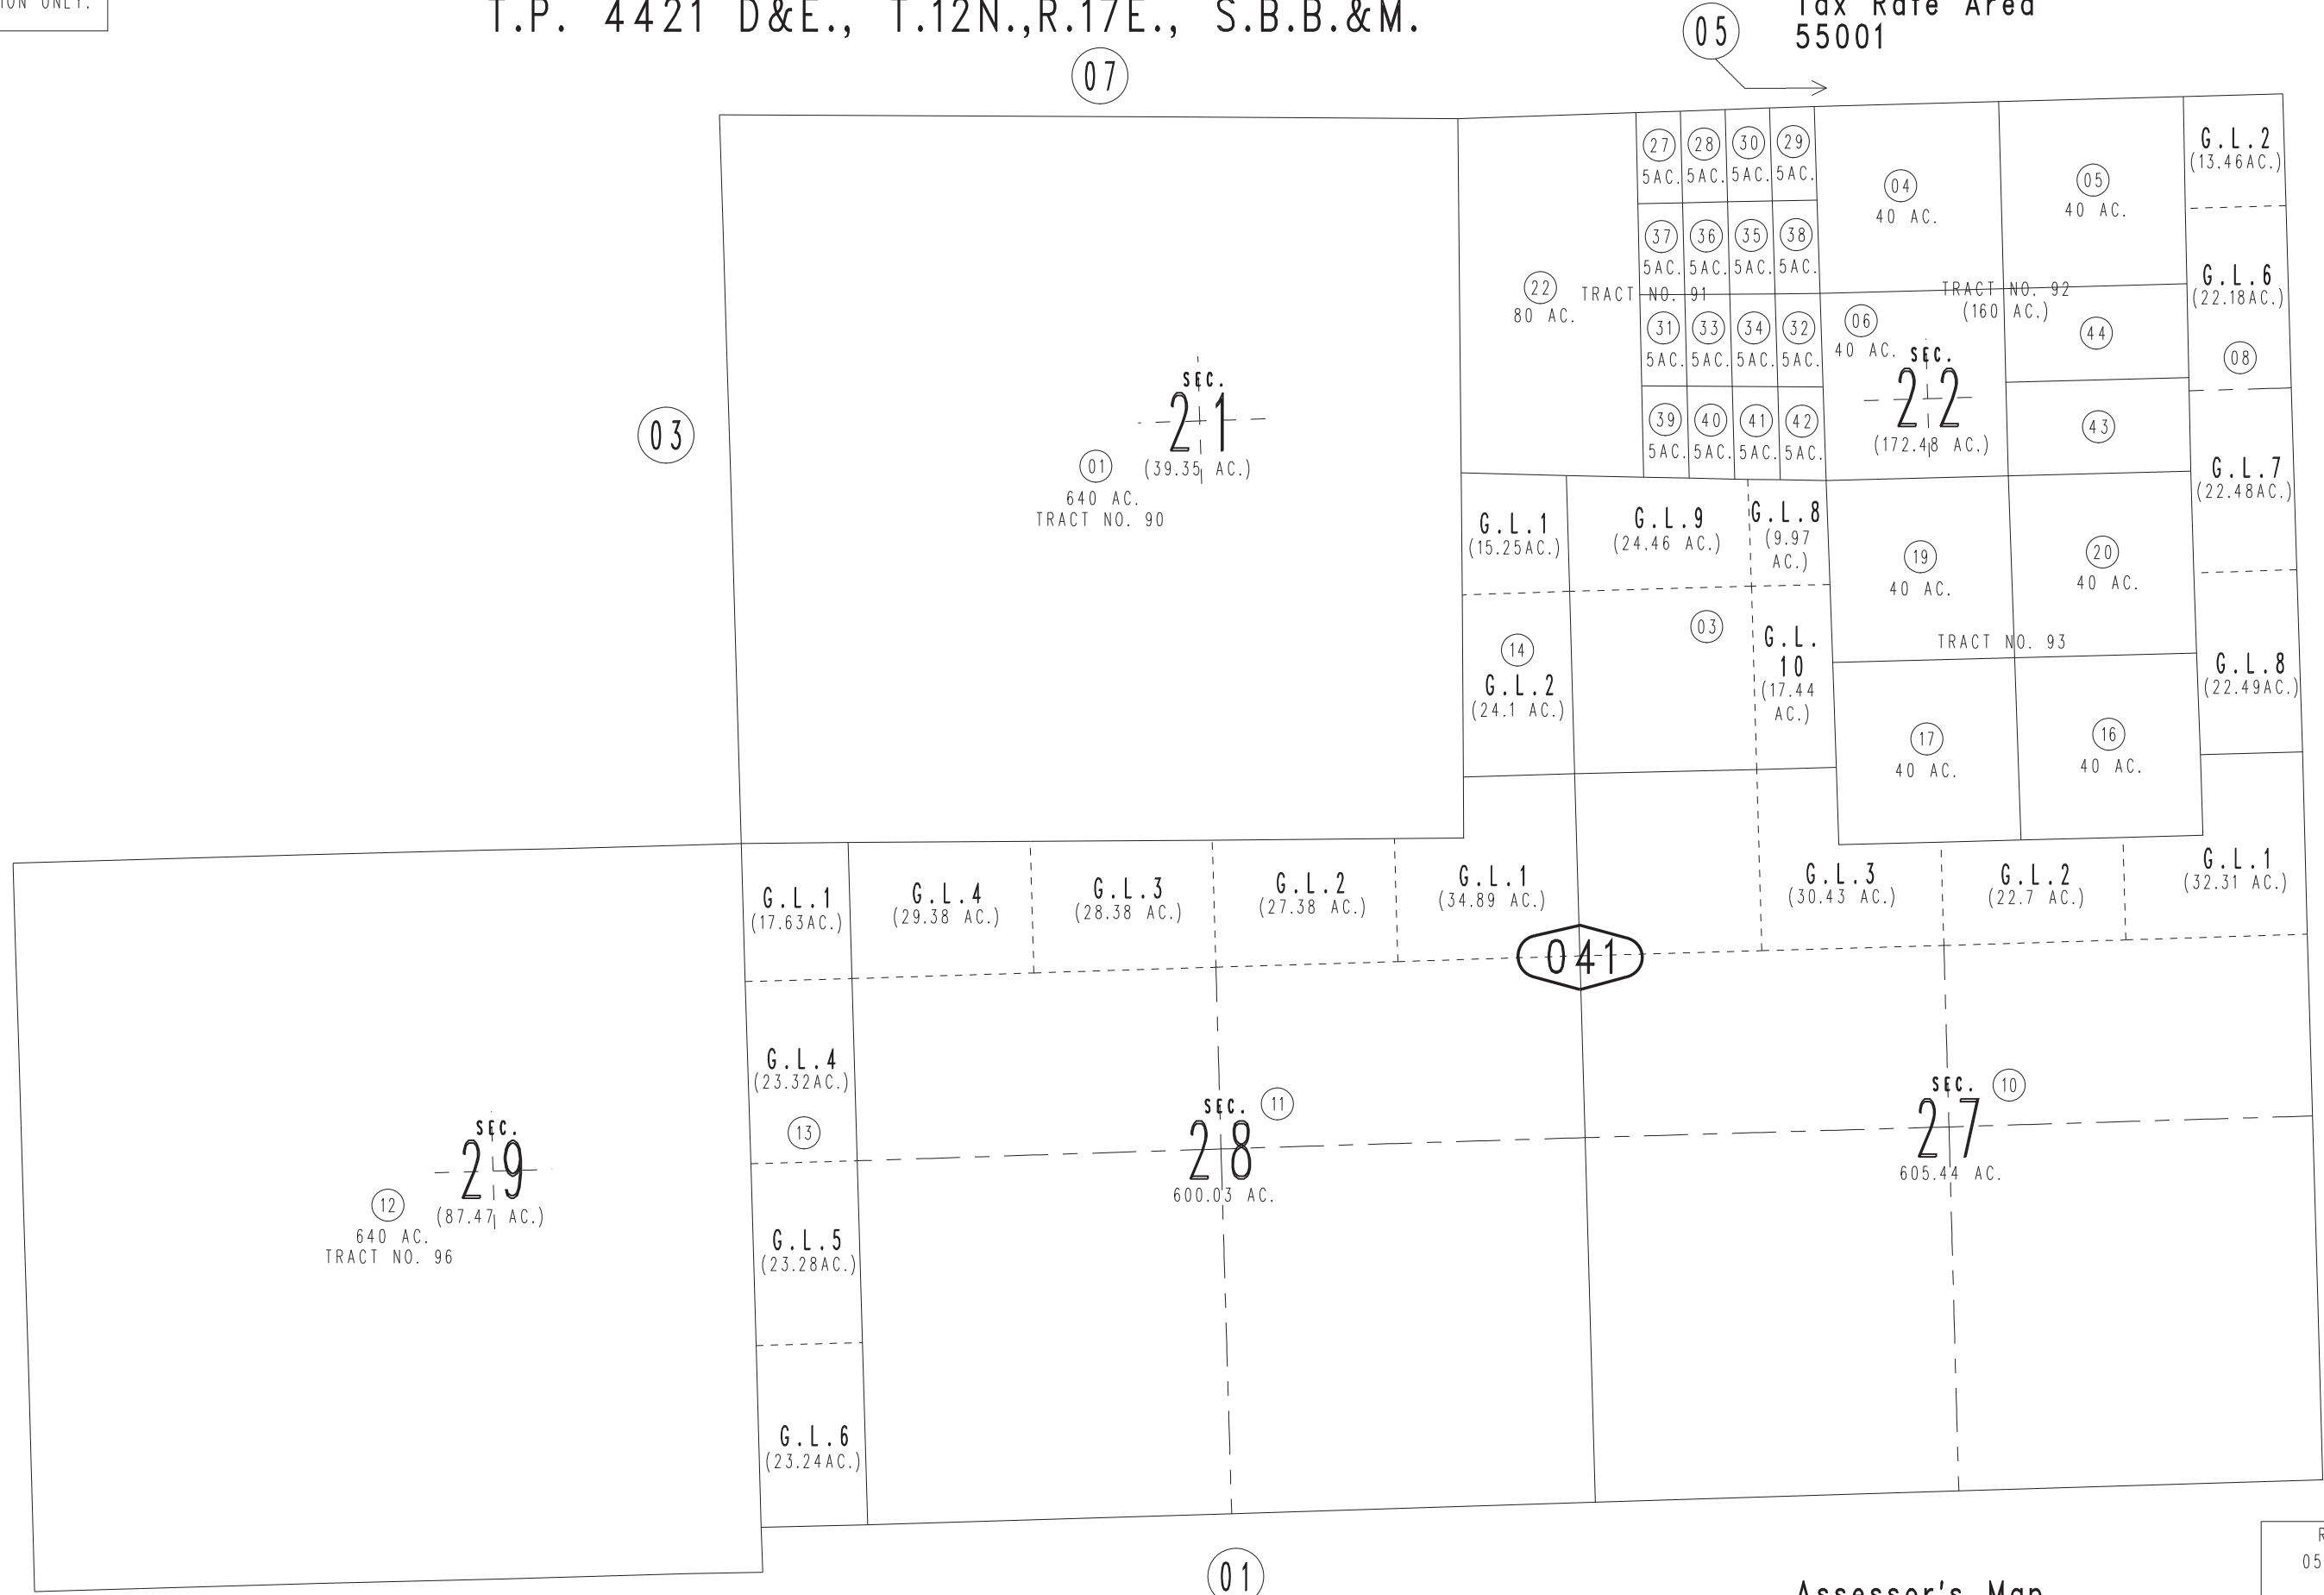 ION ONLY.
T.P. 4421 D&E., T.12N.,R.17E., S.B.B.&M.
Tax Rate Area
55001
05
07
03
27
5AC.
28
5AC.
30
5AC.
29
5AC.
37
5AC.
36
5AC.
35
5AC.
38
5AC.
31
5AC.
33
5AC.
34
5AC.
32
5AC.
39
5AC.
40
5AC.
41
5AC.
42
5AC.
22
80 AC.
TRACT NO. 91
04
40 AC.
05
40 AC.
TRACT NO. 92
(160 AC.)
06
40 AC.
44
43
SEC.
22
(172.48 AC.)
G.L.2
(13.46AC.)
G.L.6
(22.18AC.)
08
G.L.7
(22.48AC.)
G.L.8
(22.49AC.)
SEC.
21
(39.35 AC.)
01
640 AC.
TRACT NO. 90
G.L.1
(15.25AC.)
G.L.9
(24.46 AC.)
G.L.8
(9.97
AC.)
14
G.L.2
(24.1 AC.)
03
G.L.
10
(17.44
AC.)
19
40 AC.
20
40 AC.
TRACT NO. 93
17
40 AC.
16
40 AC.
G.L.1
(17.63AC.)
G.L.4
(29.38 AC.)
G.L.3
(28.38 AC.)
G.L.2
(27.38 AC.)
G.L.1
(34.89 AC.)
G.L.3
(30.43 AC.)
G.L.2
(22.7 AC.)
G.L.1
(32.31 AC.)
041
G.L.4
(23.32AC.)
13
G.L.5
(23.28AC.)
G.L.6
(23.24AC.)
SEC.
29
(87.47 AC.)
12
640 AC.
TRACT NO. 96
SEC.
11
28
600.03 AC.
SEC.
10
27
605.44 AC.
01
Assessor's Map
R
05